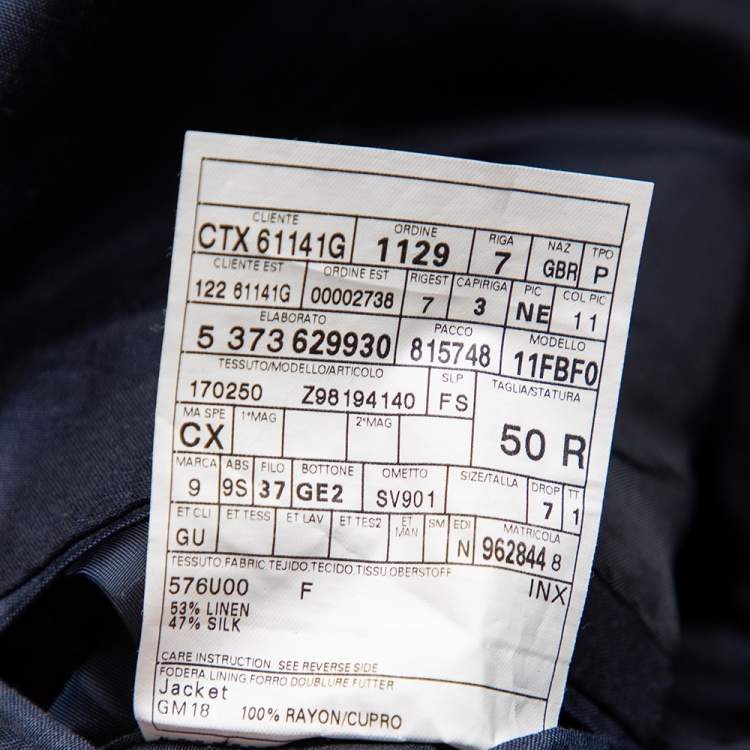 CLIENTE ORDINE RIGA NAZ TPO
CTX 61141G 1129 7 GBR P
CLIENTE EST ORDINE EST RIGEST CAPIRIGA PIC COL PIC
122 61141G 00002738 7 3 NE 11
ELABORATO PACCO MODELLO
5 373 629930 815748 11FBF0
TESSUTO/MODELLO/ARTICOLO SLP TAGLIA/STATURA
170250 Z98194140 FS 50 R
MA SPE 1°MAG 2°MAG
CX
MARCA ABS FILO BOTTONE OMETTO SIZE/TALLA DROP TT
9 9S 37 GE2 SV901 7 1
ET CLI ET TESS ET LAV ET TES2 ET MAN SM EDI MATRICOLA
GU N 962844 8
TESSUTO.FABRIC.TEJIDO.TECIDO.TISSU.OBERSTOFF
576U00 F INX
53% LINEN
47% SILK
CARE INSTRUCTION SEE REVERSE SIDE
FODERA.LINING.FORRO.DOUBLURE.FUTTER
Jacket
GM18 100% RAYON/CUPRO